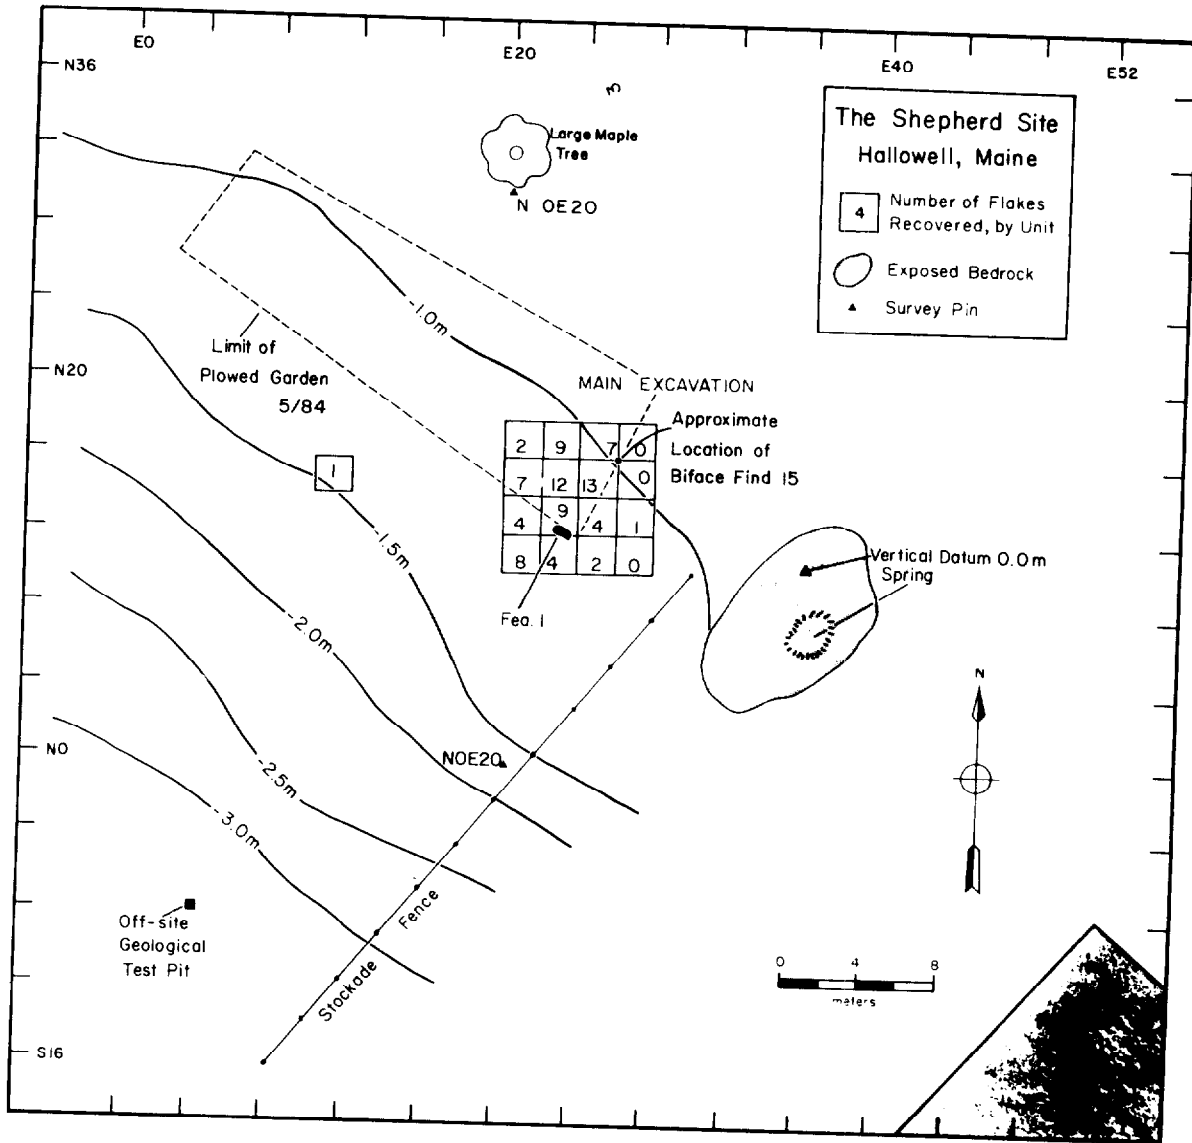 E0
E20
E40
E52
N36
3
The Shepherd Site
Hallowell, Maine
4
Number of Flakes
Recovered, by Unit
Exposed Bedrock
Survey Pin
Large Maple
Tree
N OE20
-1.0m
Limit of
Plowed Garden
5/84
N20
MAIN EXCAVATION
Approximate
Location of
Biface Find 15
2 9 7 0
7 12 13 0
4 9 4 1
8 4 2 0
1
-1.5m
Fea. 1
Vertical Datum 0.0m
Spring
-2.0m
N
N0
N0E20
-2.5m
-3.0m
Off-site
Geological
Test Pit
Stockade Fence
0 4 8
meters
S16